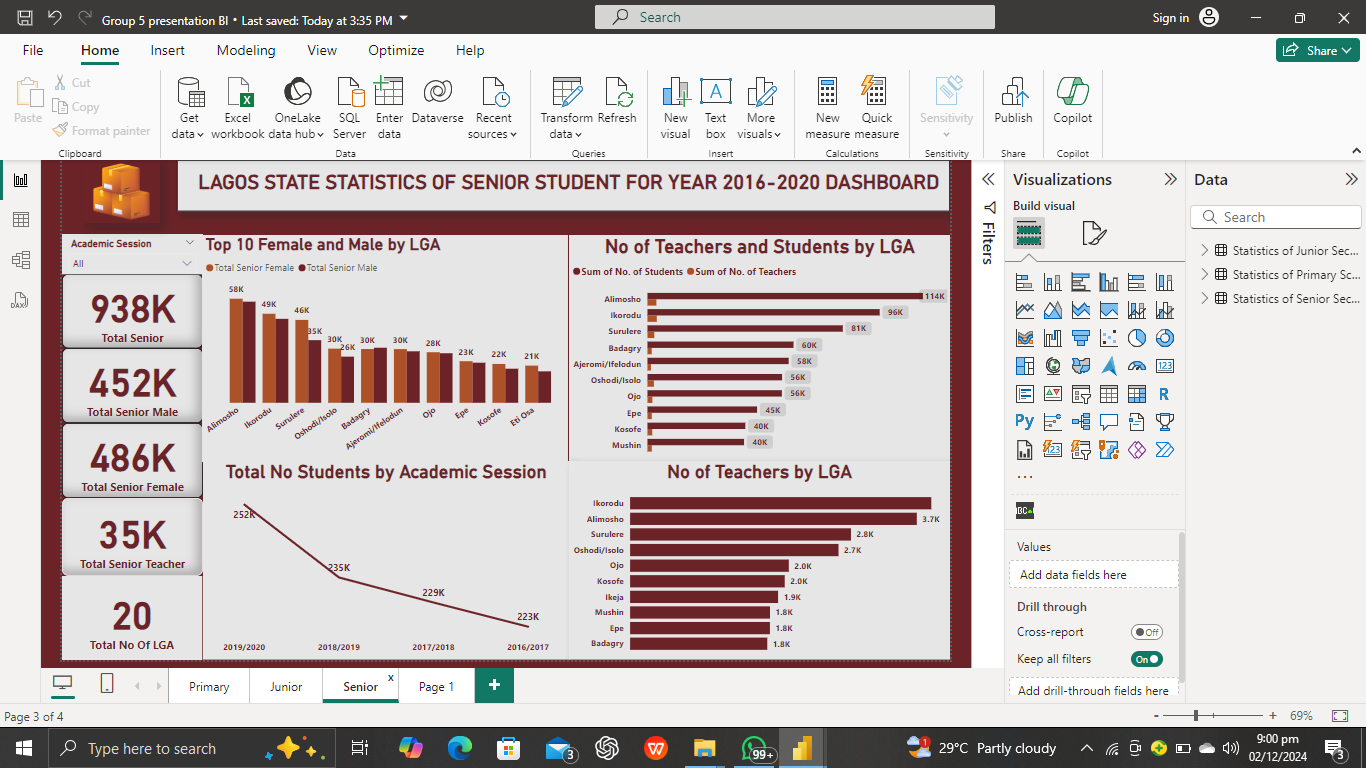 Group 5 presentation BI • Last saved: Today at 3:35 PM
Search
Sign in
File Home Insert Modeling View Optimize Help
Share
Paste
Cut
Copy
Format painter
Clipboard
Get data
Excel workbook
OneLake data hub
SQL Server
Enter data
Dataverse
Recent sources
Data
Transform data
Refresh
Queries
New visual
Text box
More visuals
Insert
New measure
Quick measure
Calculations
Sensitivity
Sensitivity
Publish
Share
Copilot
Copilot
LAGOS STATE STATISTICS OF SENIOR STUDENT FOR YEAR 2016-2020 DASHBOARD
Academic Session
All
938K
Total Senior
452K
Total Senior Male
486K
Total Senior Female
35K
Total Senior Teacher
20
Total No Of LGA
Top 10 Female and Male by LGA
Total Senior Female Total Senior Male
58K
49K
46K
35K
30K
26K
30K
30K
28K
23K
22K
21K
Alimosho
Ikorodu
Surulere
Oshodi/Isolo
Badagry
Ajeromi/Ifelodun
Ojo
Epe
Kosofe
Eti Osa
No of Teachers and Students by LGA
Sum of No. of Students Sum of No. of Teachers
Alimosho 114K
Ikorodu 96K
Surulere 81K
Badagry 60K
Ajeromi/Ifelodun 58K
Oshodi/Isolo 56K
Ojo 56K
Epe 45K
Kosofe 40K
Mushin 40K
Total No Students by Academic Session
252K
235K
229K
223K
2019/2020 2018/2019 2017/2018 2016/2017
No of Teachers by LGA
Ikorodu
Alimosho 3.7K
Surulere 2.8K
Oshodi/Isolo 2.7K
Ojo 2.0K
Kosofe 2.0K
Ikeja 1.9K
Mushin 1.8K
Epe 1.8K
Badagry 1.8K
Filters
Visualizations
Build visual
123
R
Py
123
...
Values
Add data fields here
Drill through
Cross-report Off
Keep all filters On
Add drill-through fields here
Data
Search
Statistics of Junior Sec...
Statistics of Primary Sc...
Statistics of Senior Sec...
DAX
Primary Junior Senior x Page 1 +
Page 3 of 4
- + 69%
Type here to search
3
99+
1
29°C Partly cloudy
9:00 pm
02/12/2024
3